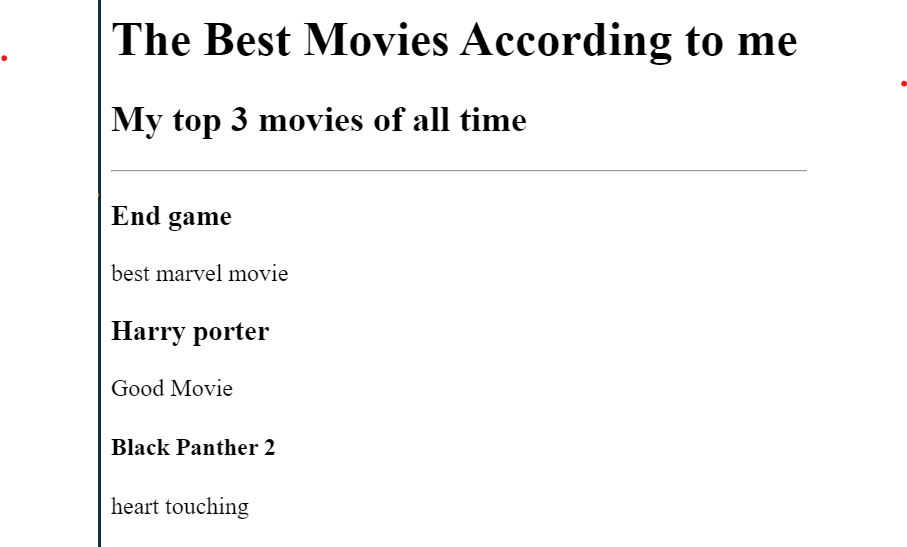 The Best Movies According to me
My top 3 movies of all time
End game
best marvel movie
Harry porter
Good Movie
Black Panther 2
heart touching